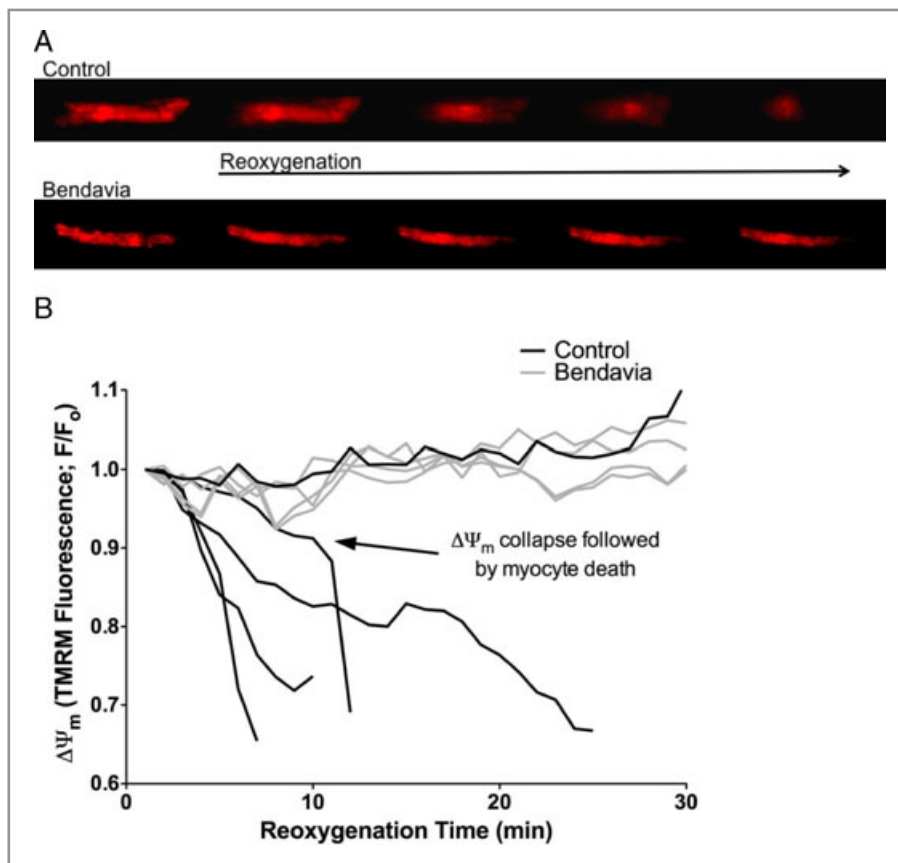 A
Control
Reoxygenation
Bendavia
B
Control
Bendavia
1.1
1.0
0.9
0.8
0.7
0.6
ΔΨm (TMRM Fluorescence; F/Fo)
ΔΨm collapse followed
by myocyte death
0
10
20
30
Reoxygenation Time (min)